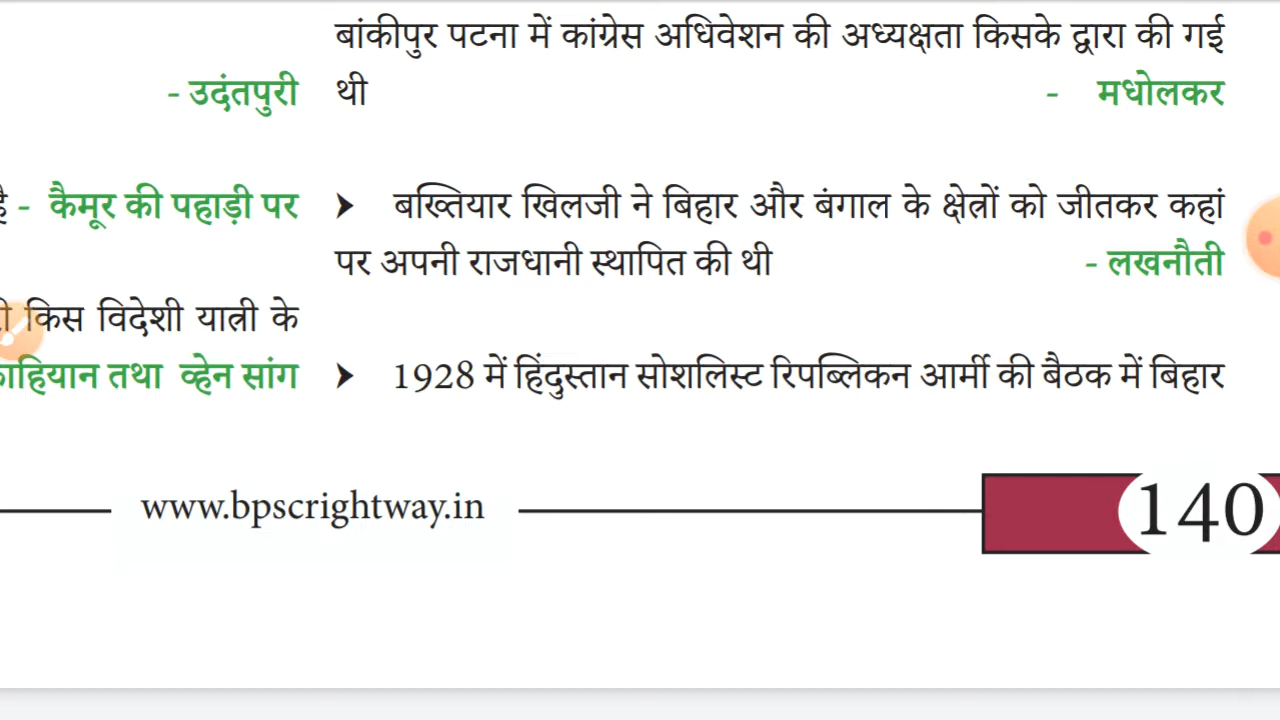 - उदंतपुरी
- कैमूर की पहाड़ी पर
किस विदेशी यात्री के
तथा व्हेन सांग
बांकीपुर पटना में कांग्रेस अधिवेशन की अध्यक्षता किसके द्वारा की गई
थी - मधोलकर
➤ बख्तियार खिलजी ने बिहार और बंगाल के क्षेत्रों को जीतकर कहां
पर अपनी राजधानी स्थापित की थी - लखनौती
➤ 1928 में हिंदुस्तान सोशलिस्ट रिपब्लिकन आर्मी की बैठक में बिहार
www.bpscrightway.in
140